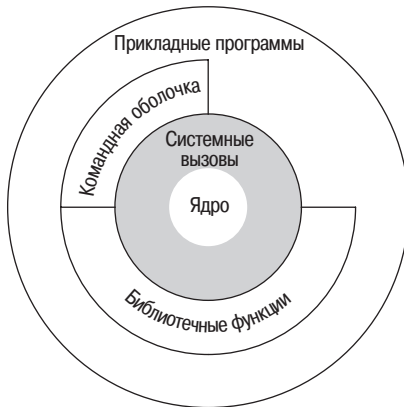 Прикладные программы
Командная оболочка
Системные
вызовы
Ядро
Библиотечные функции